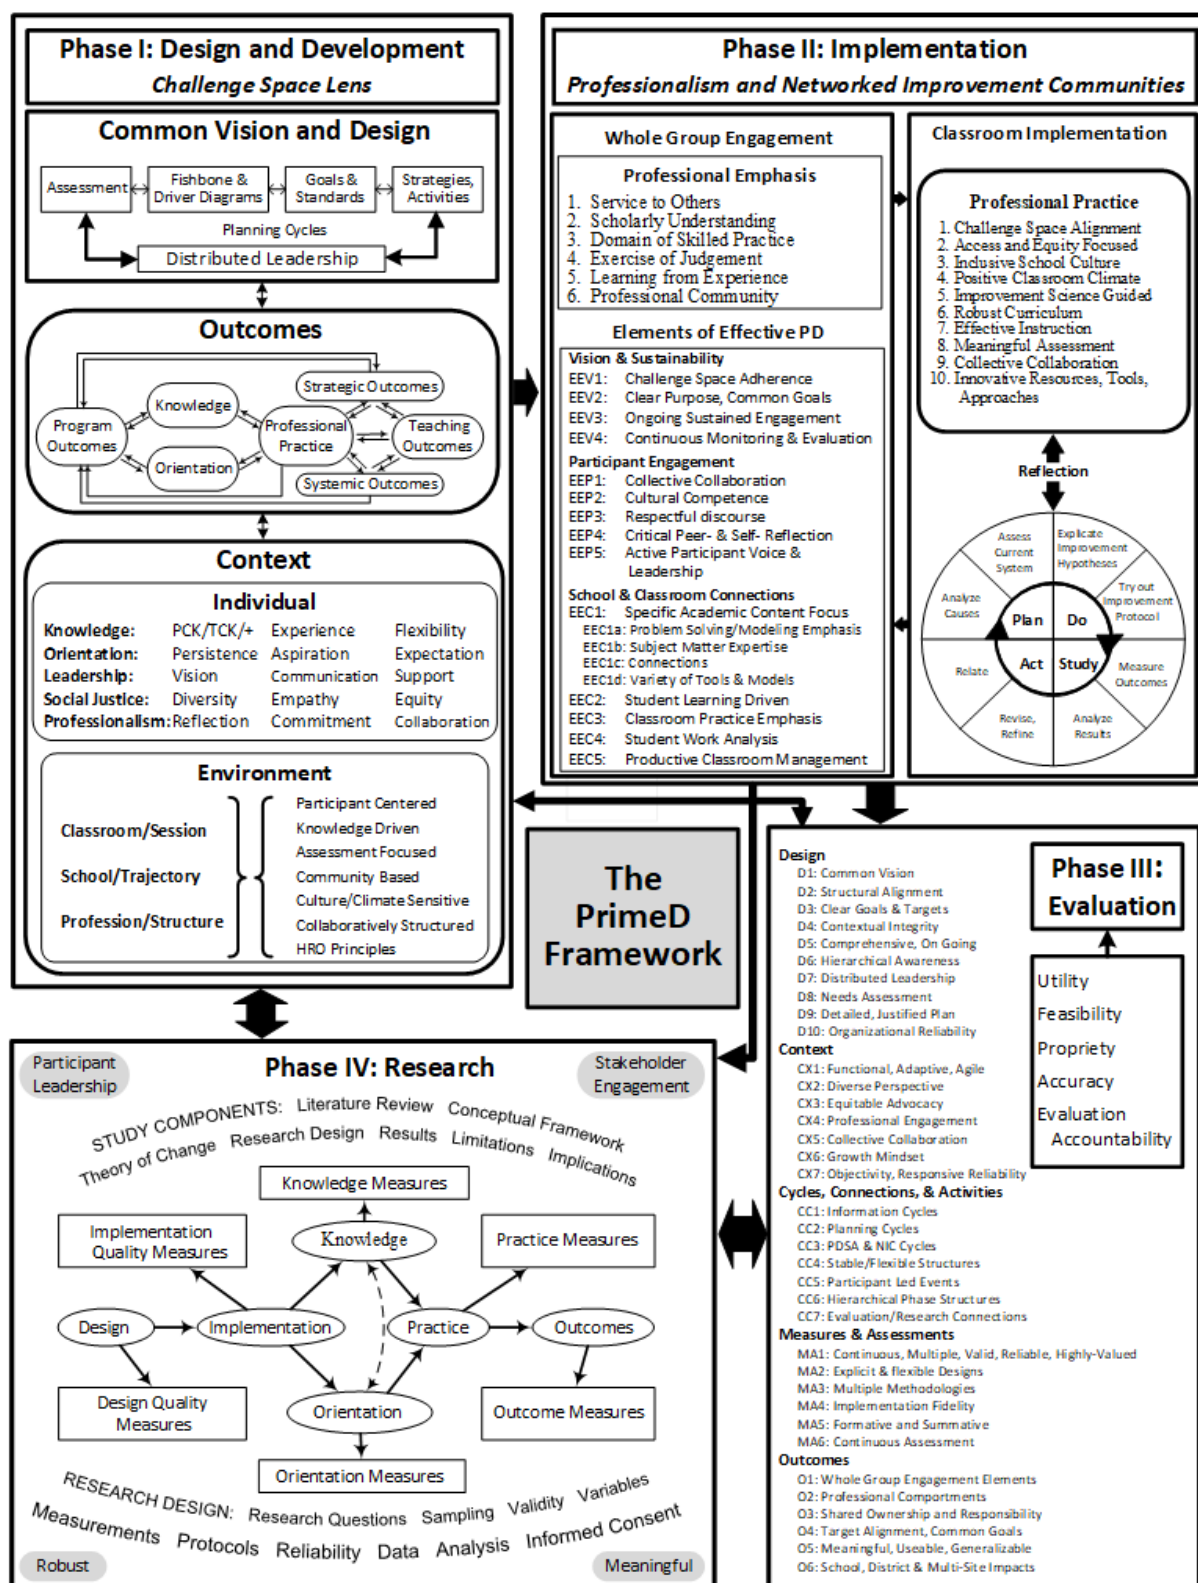 Phase I: Design and Development
Challenge Space Lens
Common Vision and Design
Assessment
Fishbone &
Driver Diagrams
Goals &
Standards
Strategies,
Activities
Planning Cycles
Distributed Leadership
Outcomes
Strategic Outcomes
Knowledge
Program
Outcomes
Professional
Practice
Teaching
Outcomes
Orientation
Systemic Outcomes
Context
Individual
Knowledge: PCK/TCK/+ Experience Flexibility
Orientation: Persistence Aspiration Expectation
Leadership: Vision Communication Support
Social Justice: Diversity Empathy Equity
Professionalism: Reflection Commitment Collaboration
Environment
Classroom/Session
School/Trajectory
Profession/Structure
Participant Centered
Knowledge Driven
Assessment Focused
Community Based
Culture/Climate Sensitive
Collaboratively Structured
HRO Principles
Phase II: Implementation
Professionalism and Networked Improvement Communities
Whole Group Engagement
Professional Emphasis
1. Service to Others
2. Scholarly Understanding
3. Domain of Skilled Practice
4. Exercise of Judgement
5. Learning from Experience
6. Professional Community
Elements of Effective PD
Vision & Sustainability
EEV1: Challenge Space Adherence
EEV2: Clear Purpose, Common Goals
EEV3: Ongoing Sustained Engagement
EEV4: Continuous Monitoring & Evaluation
Participant Engagement
EEP1: Collective Collaboration
EEP2: Cultural Competence
EEP3: Respectful discourse
EEP4: Critical Peer- & Self- Reflection
EEP5: Active Participant Voice &
Leadership
School & Classroom Connections
EEC1: Specific Academic Content Focus
EEC1a: Problem Solving/Modeling Emphasis
EEC1b: Subject Matter Expertise
EEC1c: Connections
EEC1d: Variety of Tools & Models
EEC2: Student Learning Driven
EEC3: Classroom Practice Emphasis
EEC4: Student Work Analysis
EEC5: Productive Classroom Management
Classroom Implementation
Professional Practice
1. Challenge Space Alignment
2. Access and Equity Focused
3. Inclusive School Culture
4. Positive Classroom Climate
5. Improvement Science Guided
6. Robust Curriculum
7. Effective Instruction
8. Meaningful Assessment
9. Collective Collaboration
10. Innovative Resources, Tools,
Approaches
Reflection
Assess
Current
System
Explicate
Improvement
Hypotheses
Analyze
Causes
Try out
Improvement
Protocol
Plan
Do
Act
Study
Relate
Measure
Outcomes
Revise,
Refine
Analyze
Results
The
PrimeD
Framework
Design
D1: Common Vision
D2: Structural Alignment
D3: Clear Goals & Targets
D4: Contextual Integrity
D5: Comprehensive, On Going
D6: Hierarchical Awareness
D7: Distributed Leadership
D8: Needs Assessment
D9: Detailed, Justified Plan
D10: Organizational Reliability
Context
CX1: Functional, Adaptive, Agile
CX2: Diverse Perspective
CX3: Equitable Advocacy
CX4: Professional Engagement
CX5: Collective Collaboration
CX6: Growth Mindset
CX7: Objectivity, Responsive Reliability
Cycles, Connections, & Activities
CC1: Information Cycles
CC2: Planning Cycles
CC3: PDSA & NIC Cycles
CC4: Stable/Flexible Structures
CC5: Participant Led Events
CC6: Hierarchical Phase Structures
CC7: Evaluation/Research Connections
Measures & Assessments
MA1: Continuous, Multiple, Valid, Reliable, Highly-Valued
MA2: Explicit & flexible Designs
MA3: Multiple Methodologies
MA4: Implementation Fidelity
MA5: Formative and Summative
MA6: Continuous Assessment
Outcomes
O1: Whole Group Engagement Elements
O2: Professional Comportments
O3: Shared Ownership and Responsibility
O4: Target Alignment, Common Goals
O5: Meaningful, Useable, Generalizable
O6: School, District & Multi-Site Impacts
Phase III:
Evaluation
Utility
Feasibility
Propriety
Accuracy
Evaluation
Accountability
Participant
Leadership
Phase IV: Research
Stakeholder
Engagement
STUDY COMPONENTS: Literature Review Conceptual Framework
Theory of Change Research Design Results Limitations Implications
Knowledge Measures
Implementation
Quality Measures
Knowledge
Practice Measures
Design
Implementation
Practice
Outcomes
Design Quality
Measures
Orientation
Outcome Measures
Orientation Measures
RESEARCH DESIGN: Research Questions Sampling Validity Variables
Measurements Protocols Reliability Data Analysis Informed Consent
Robust
Meaningful